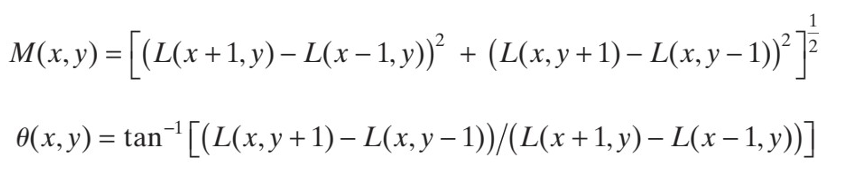 M(x, y) = [(L(x + 1, y) − L(x − 1, y))² + (L(x, y + 1) − L(x, y − 1))²]^{1/2}
θ(x, y) = tan⁻¹[(L(x, y + 1) − L(x, y − 1))/(L(x + 1, y) − L(x − 1, y))]